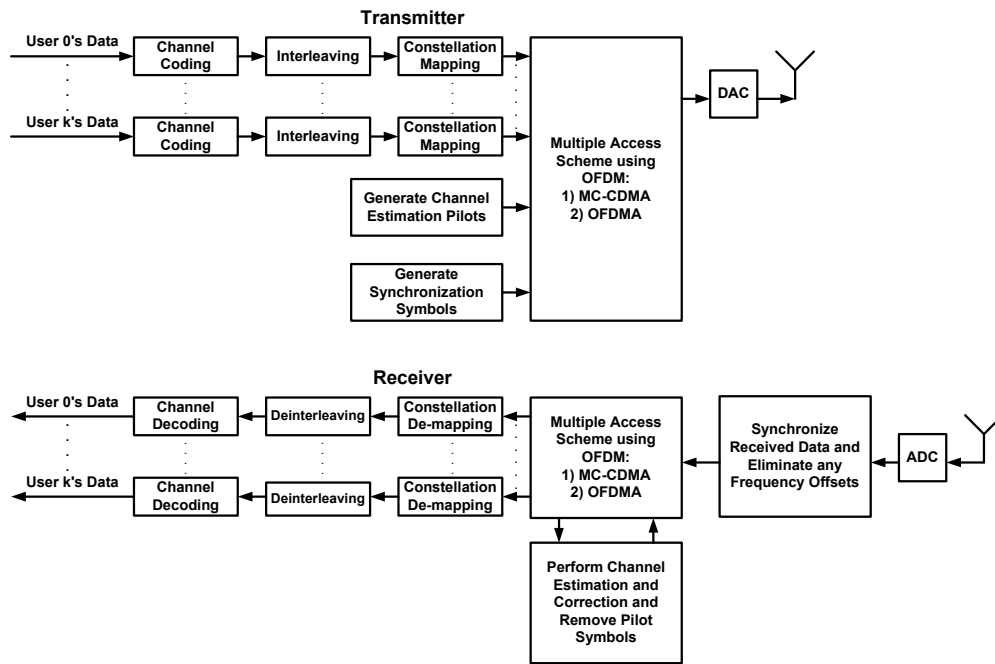 Transmitter
User 0's Data
Channel
Coding
Interleaving
Constellation
Mapping
User k's Data
Channel
Coding
Interleaving
Constellation
Mapping
Generate Channel
Estimation Pilots
Generate
Synchronization
Symbols
Multiple Access
Scheme using
OFDM:
1) MC-CDMA
2) OFDMA
DAC
Receiver
User 0's Data
Channel
Decoding
Deinterleaving
Constellation
De-mapping
User k's Data
Channel
Decoding
Deinterleaving
Constellation
De-mapping
Multiple Access
Scheme using
OFDM:
1) MC-CDMA
2) OFDMA
Synchronize
Received Data and
Eliminate any
Frequency Offsets
ADC
Perform Channel
Estimation and
Correction and
Remove Pilot
Symbols